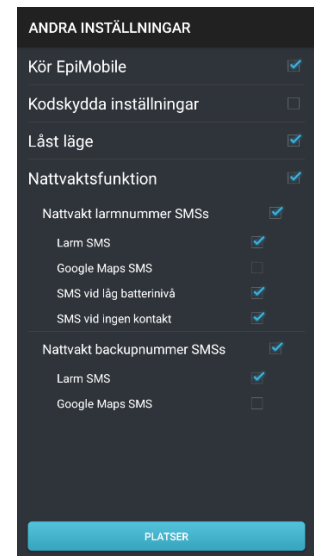 ANDRA INSTÄLLNINGAR
Kör EpiMobile
Kodskydda inställningar
Låst läge
Nattvaktsfunktion
Nattvakt larmnummer SMSs
Larm SMS
Google Maps SMS
SMS vid låg batterinivå
SMS vid ingen kontakt
Nattvakt backupnummer SMSs
Larm SMS
Google Maps SMS
PLATSER